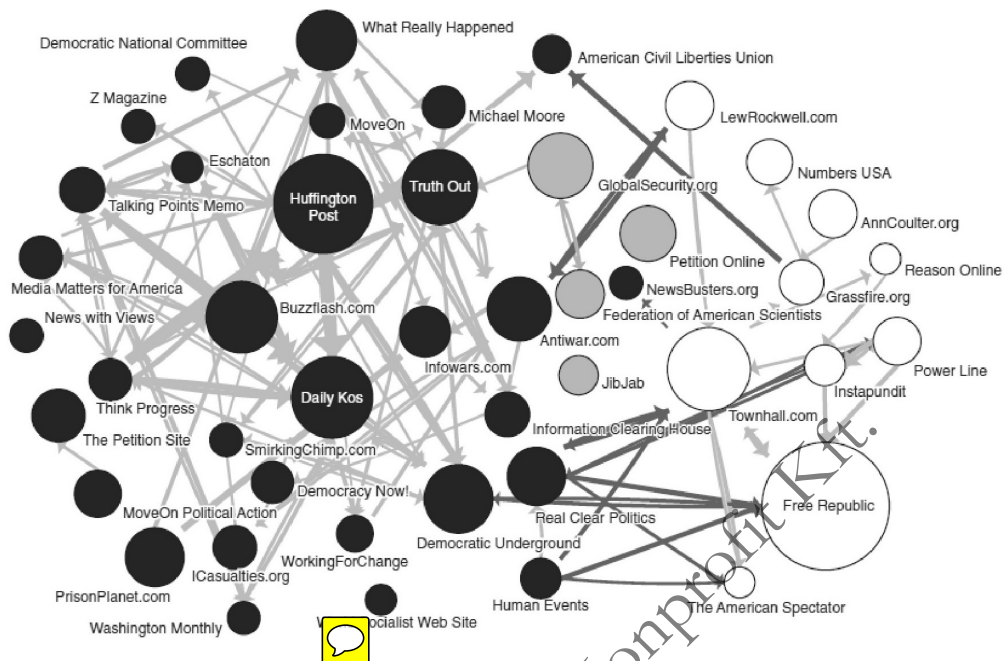 What Really Happened
American Civil Liberties Union
Democratic National Committee
Z Magazine
MoveOn
Michael Moore
LewRockwell.com
Eschaton
Numbers USA
Talking Points Memo
Huffington
Post
Truth Out
GlobalSecurity.org
AnnCoulter.org
Petition Online
Reason Online
Media Matters for America
NewsBusters.org
Grassfire.org
News with Views
Buzzflash.com
Federation of American Scientists
Antiwar.com
Infowars.com
Power Line
JibJab
Instapundit
Think Progress
Daily Kos
Townhall.com
The Petition Site
Information Clearing House
SmirkingChimp.com
Democracy Now!
MoveOn Political Action
Real Clear Politics
Free Republic
Democratic Underground
WorkingForChange
ICasualties.org
PrisonPlanet.com
Human Events
The American Spectator
Washington Monthly
W ocialist Web Site
onprofit Kft.